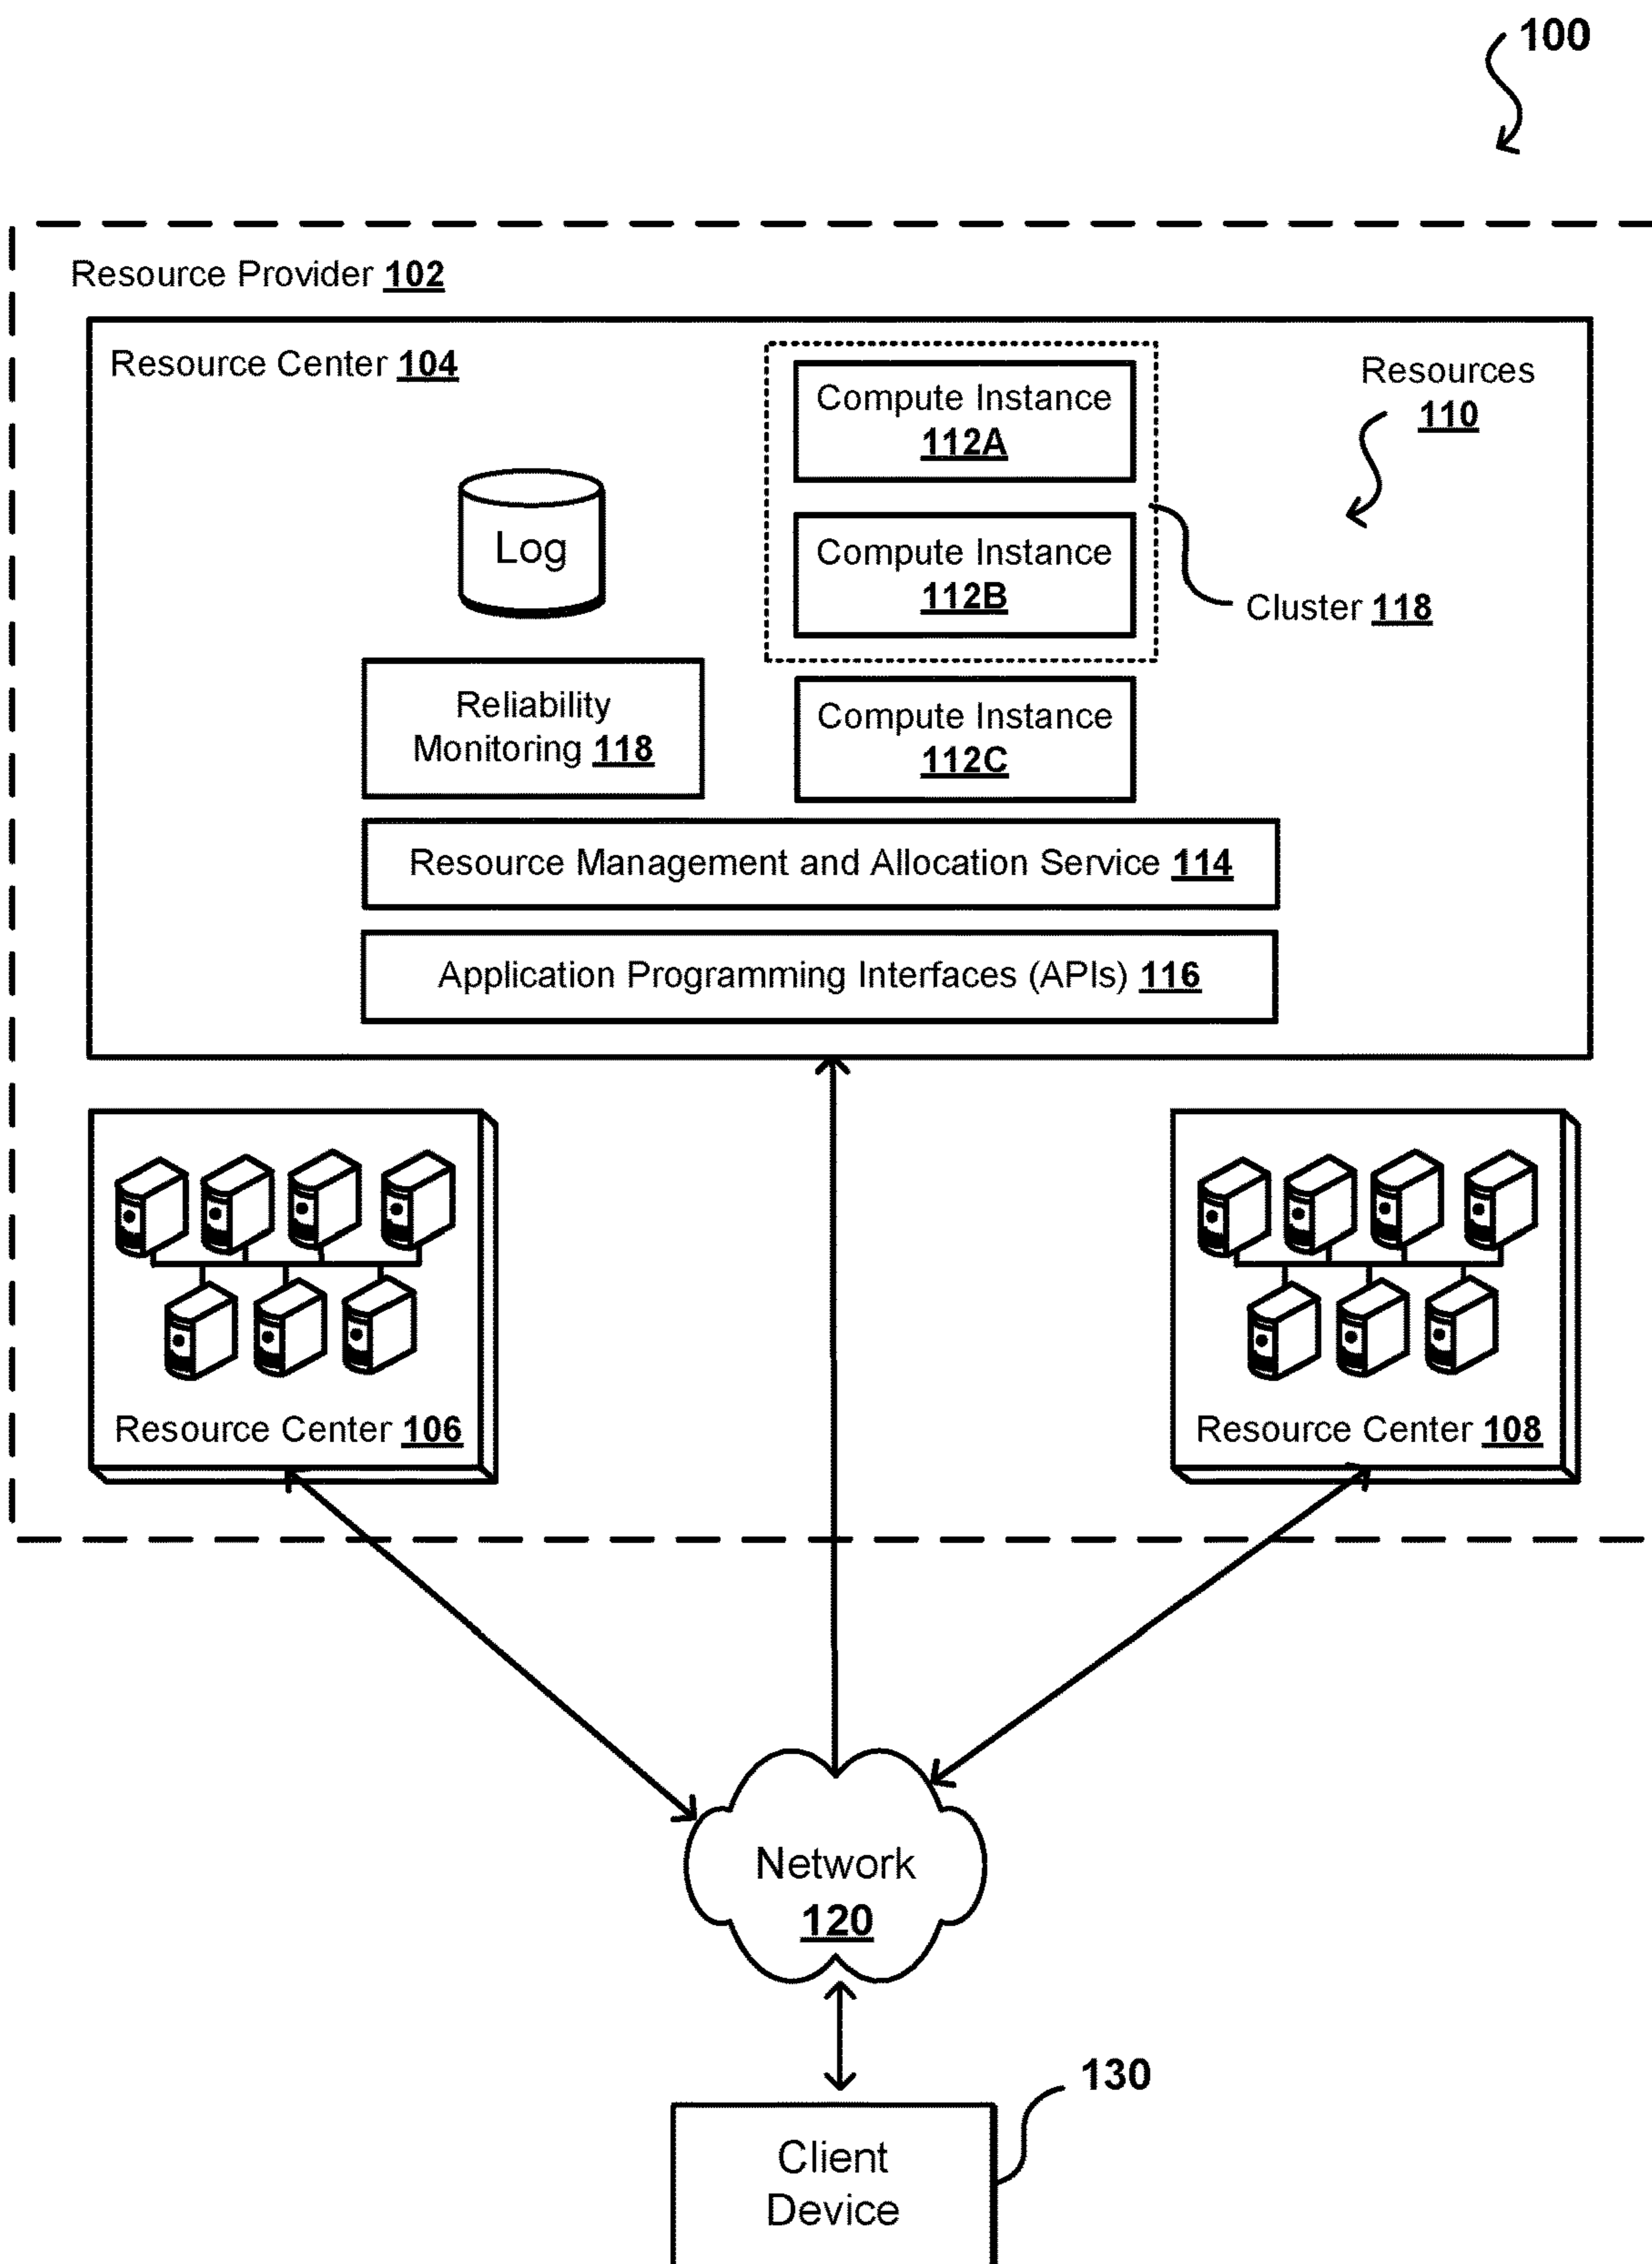 100
Resource Provider 102
Resource Center 104
Compute Instance
112A
Resources
110
Log
Compute Instance
112B
Cluster 118
Reliability
Monitoring 118
Compute Instance
112C
Resource Management and Allocation Service 114
Application Programming Interfaces (APIs) 116
Resource Center 106
Resource Center 108
Network
120
130
Client
Device